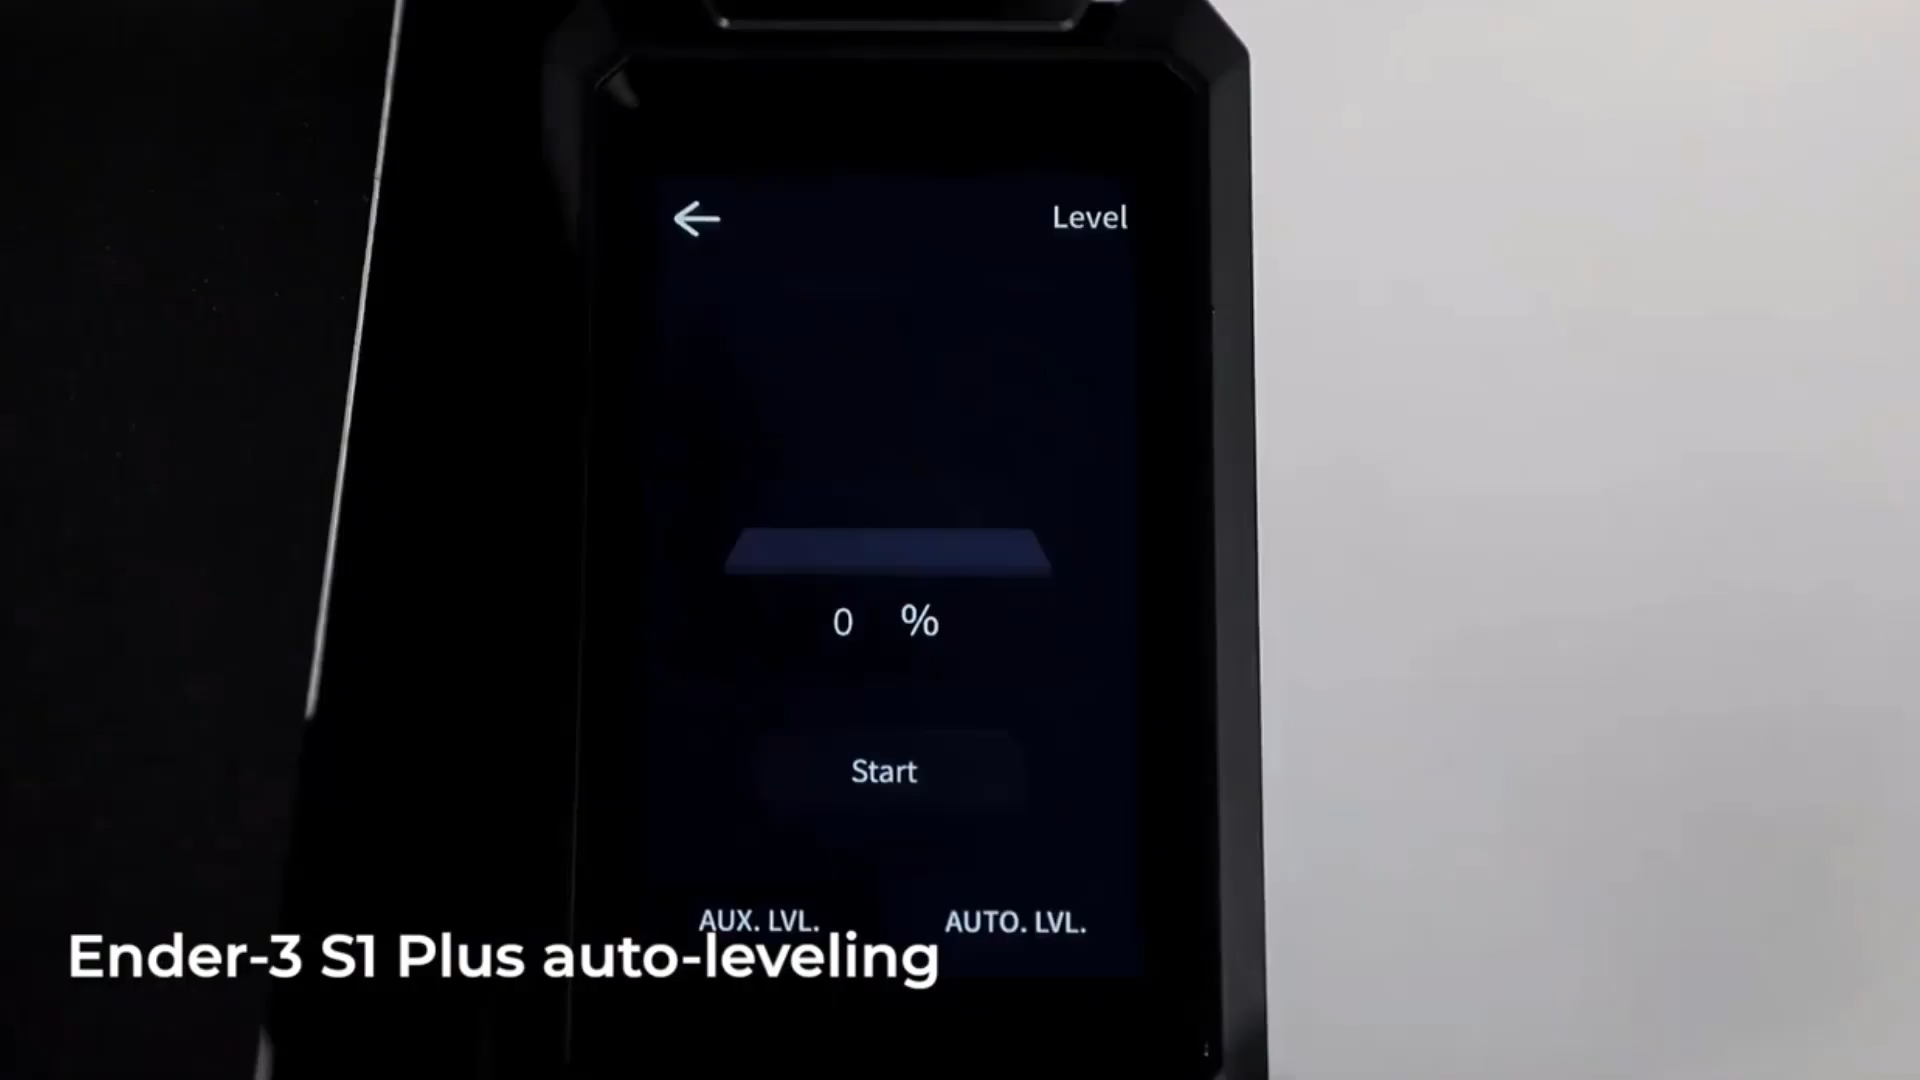 Level
0 %
Start
AUX. LVL. AUTO. LVL.
Ender-3 S1 Plus auto-leveling